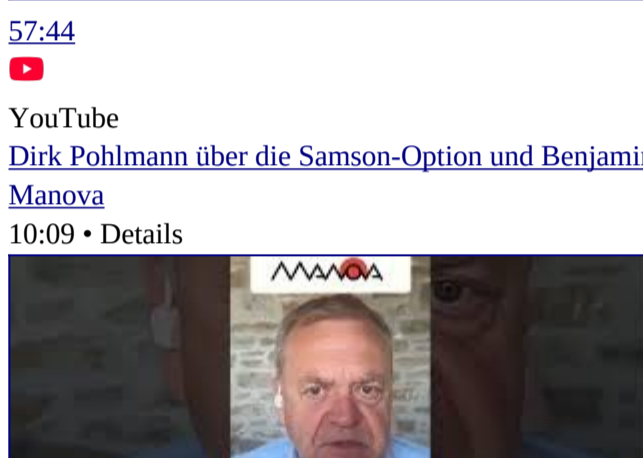 57:44
YouTube
Dirk Pohlmann über die Samson-Option und Benjamin
Manova
10:09 • Details
MANOVA